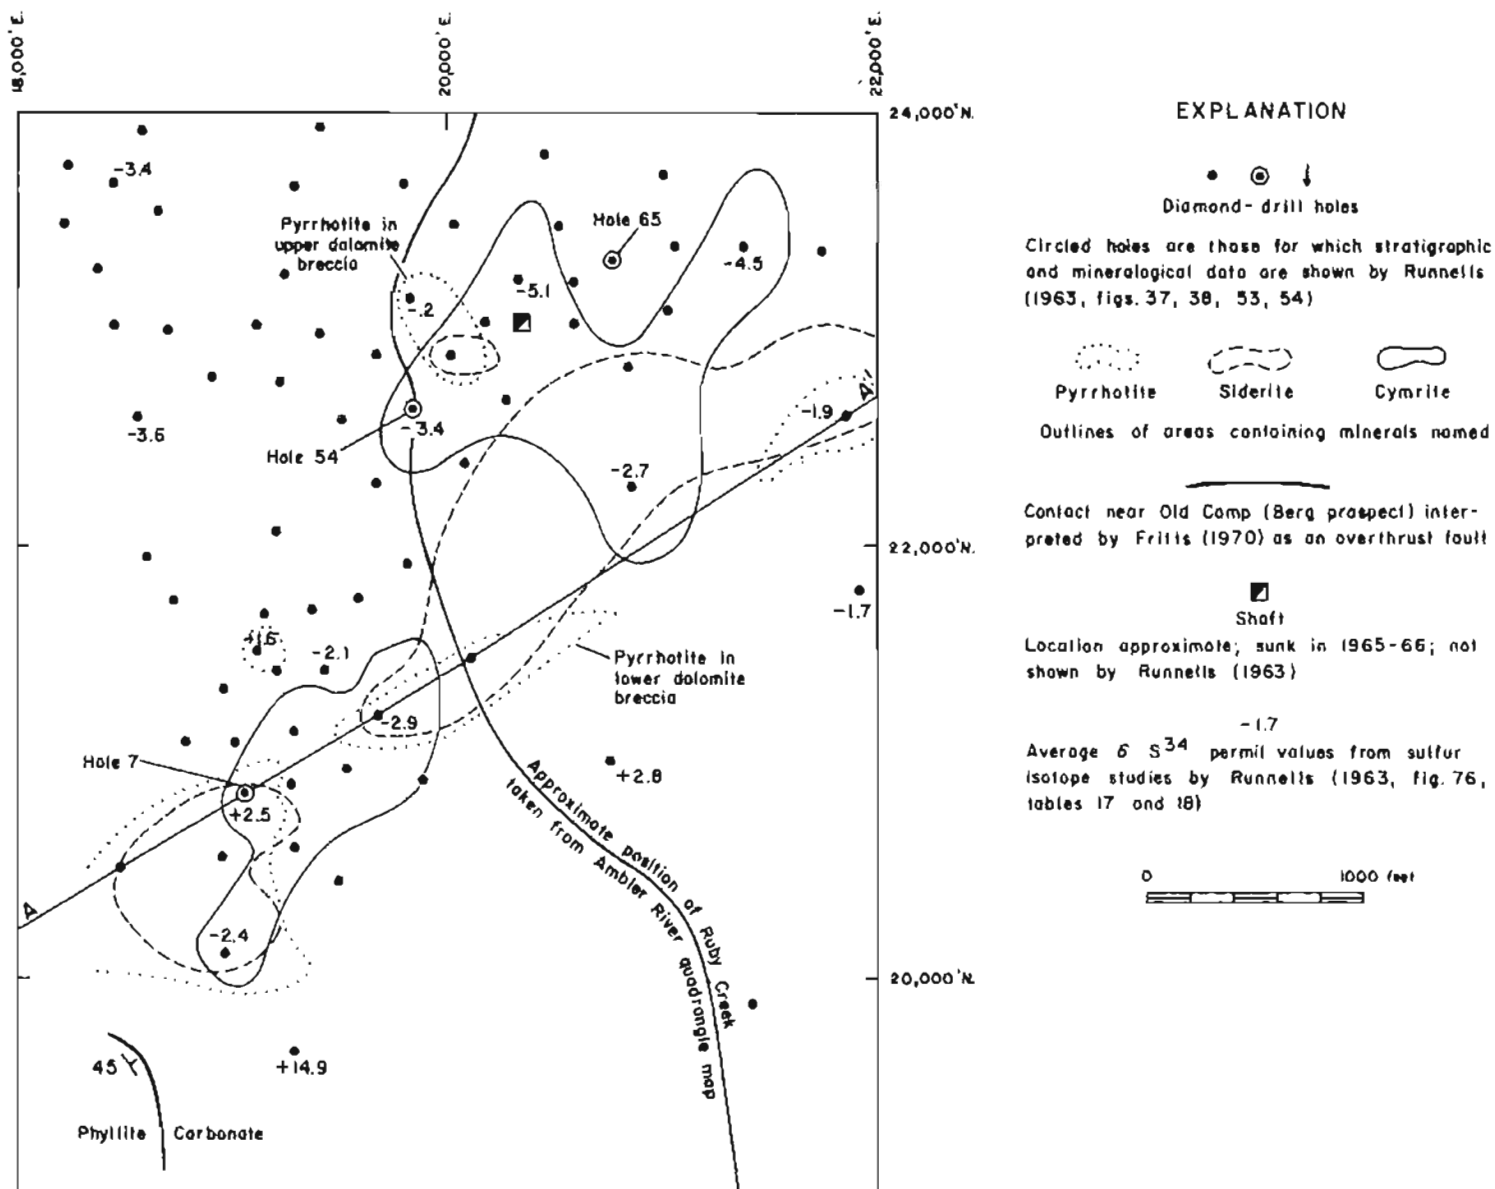 18,000' E.
20,000' E.
22,000' E.
24,000' N.
-3.4
Pyrrhotite in
upper dolomite
breccia
Hole 65
-4.5
-5.1
-.2
-1.9
A'
-3.6
-3.4
Hole 54
-2.7
22,000' N.
-1.7
-2.1
Pyrrhotite in
lower dolomite
breccia
-2.9
Hole 7
+2.5
+2.8
Approximate position of Ruby Creek
taken from Ambler River quadrangle map
A
-2.4
20,000' N.
45
+14.9
Phyllite
Carbonate
EXPLANATION
Diamond-drill holes
Circled holes are those for which stratigraphic
and mineralogical data are shown by Runnells
(1963, figs. 37, 38, 53, 54)
Pyrrhotite
Siderite
Cymrite
Outlines of areas containing minerals named
Contact near Old Camp (Berg prospect) inter-
preted by Fritts (1970) as an overthrust fault
Shaft
Location approximate; sunk in 1965-66; not
shown by Runnells (1963)
-1.7
Average δ S34 permil values from sulfur
isotope studies by Runnells (1963, fig. 76,
tables 17 and 18)
0
1000 feet